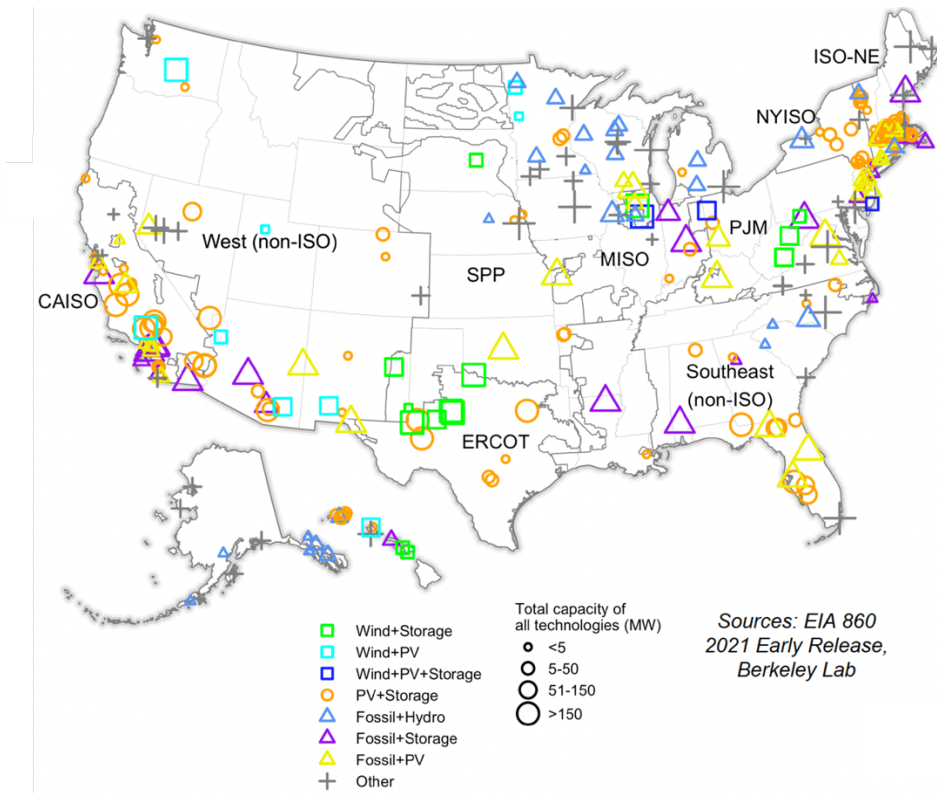 ISO-NE
NYISO
West (non-ISO)
PJM
MISO
SPP
CAISO
Southeast
(non-ISO)
ERCOT
Wind+Storage
Wind+PV
Wind+PV+Storage
PV+Storage
Fossil+Hydro
Fossil+Storage
Fossil+PV
Other
Total capacity of
all technologies (MW)
<5
5-50
51-150
>150
Sources: EIA 860
2021 Early Release,
Berkeley Lab